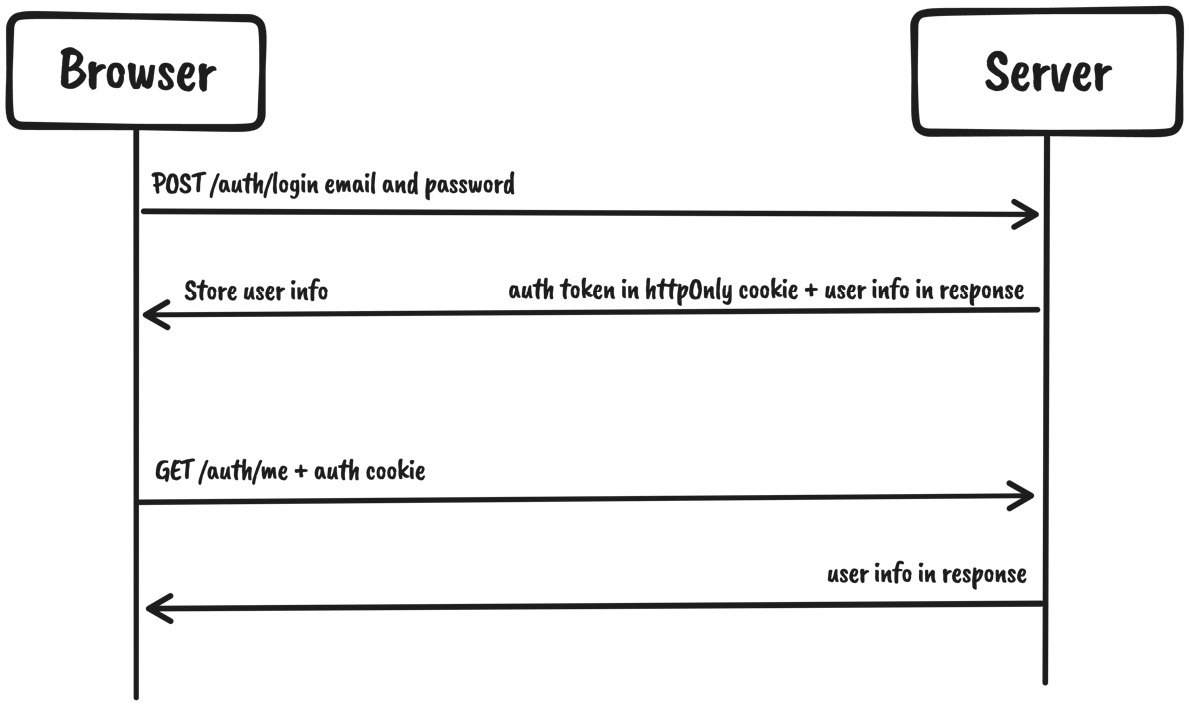 Browser
Server
POST /auth/login email and password
Store user info
auth token in httpOnly cookie + user info in response
GET /auth/me + auth cookie
user info in response